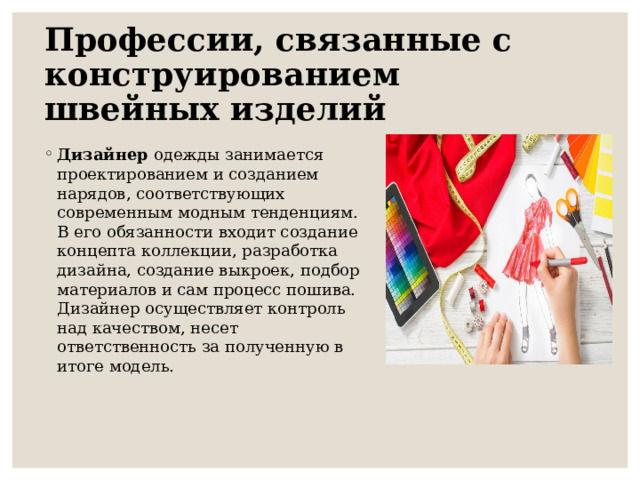 Профессии, связанные с
конструированием
швейных изделий
◦ Дизайнер одежды занимается
проектированием и созданием
нарядов, соответствующих
современным модным тенденциям.
В его обязанности входит создание
концепта коллекции, разработка
дизайна, создание выкроек, подбор
материалов и сам процесс пошива.
Дизайнер осуществляет контроль
над качеством, несет
ответственность за полученную в
итоге модель.